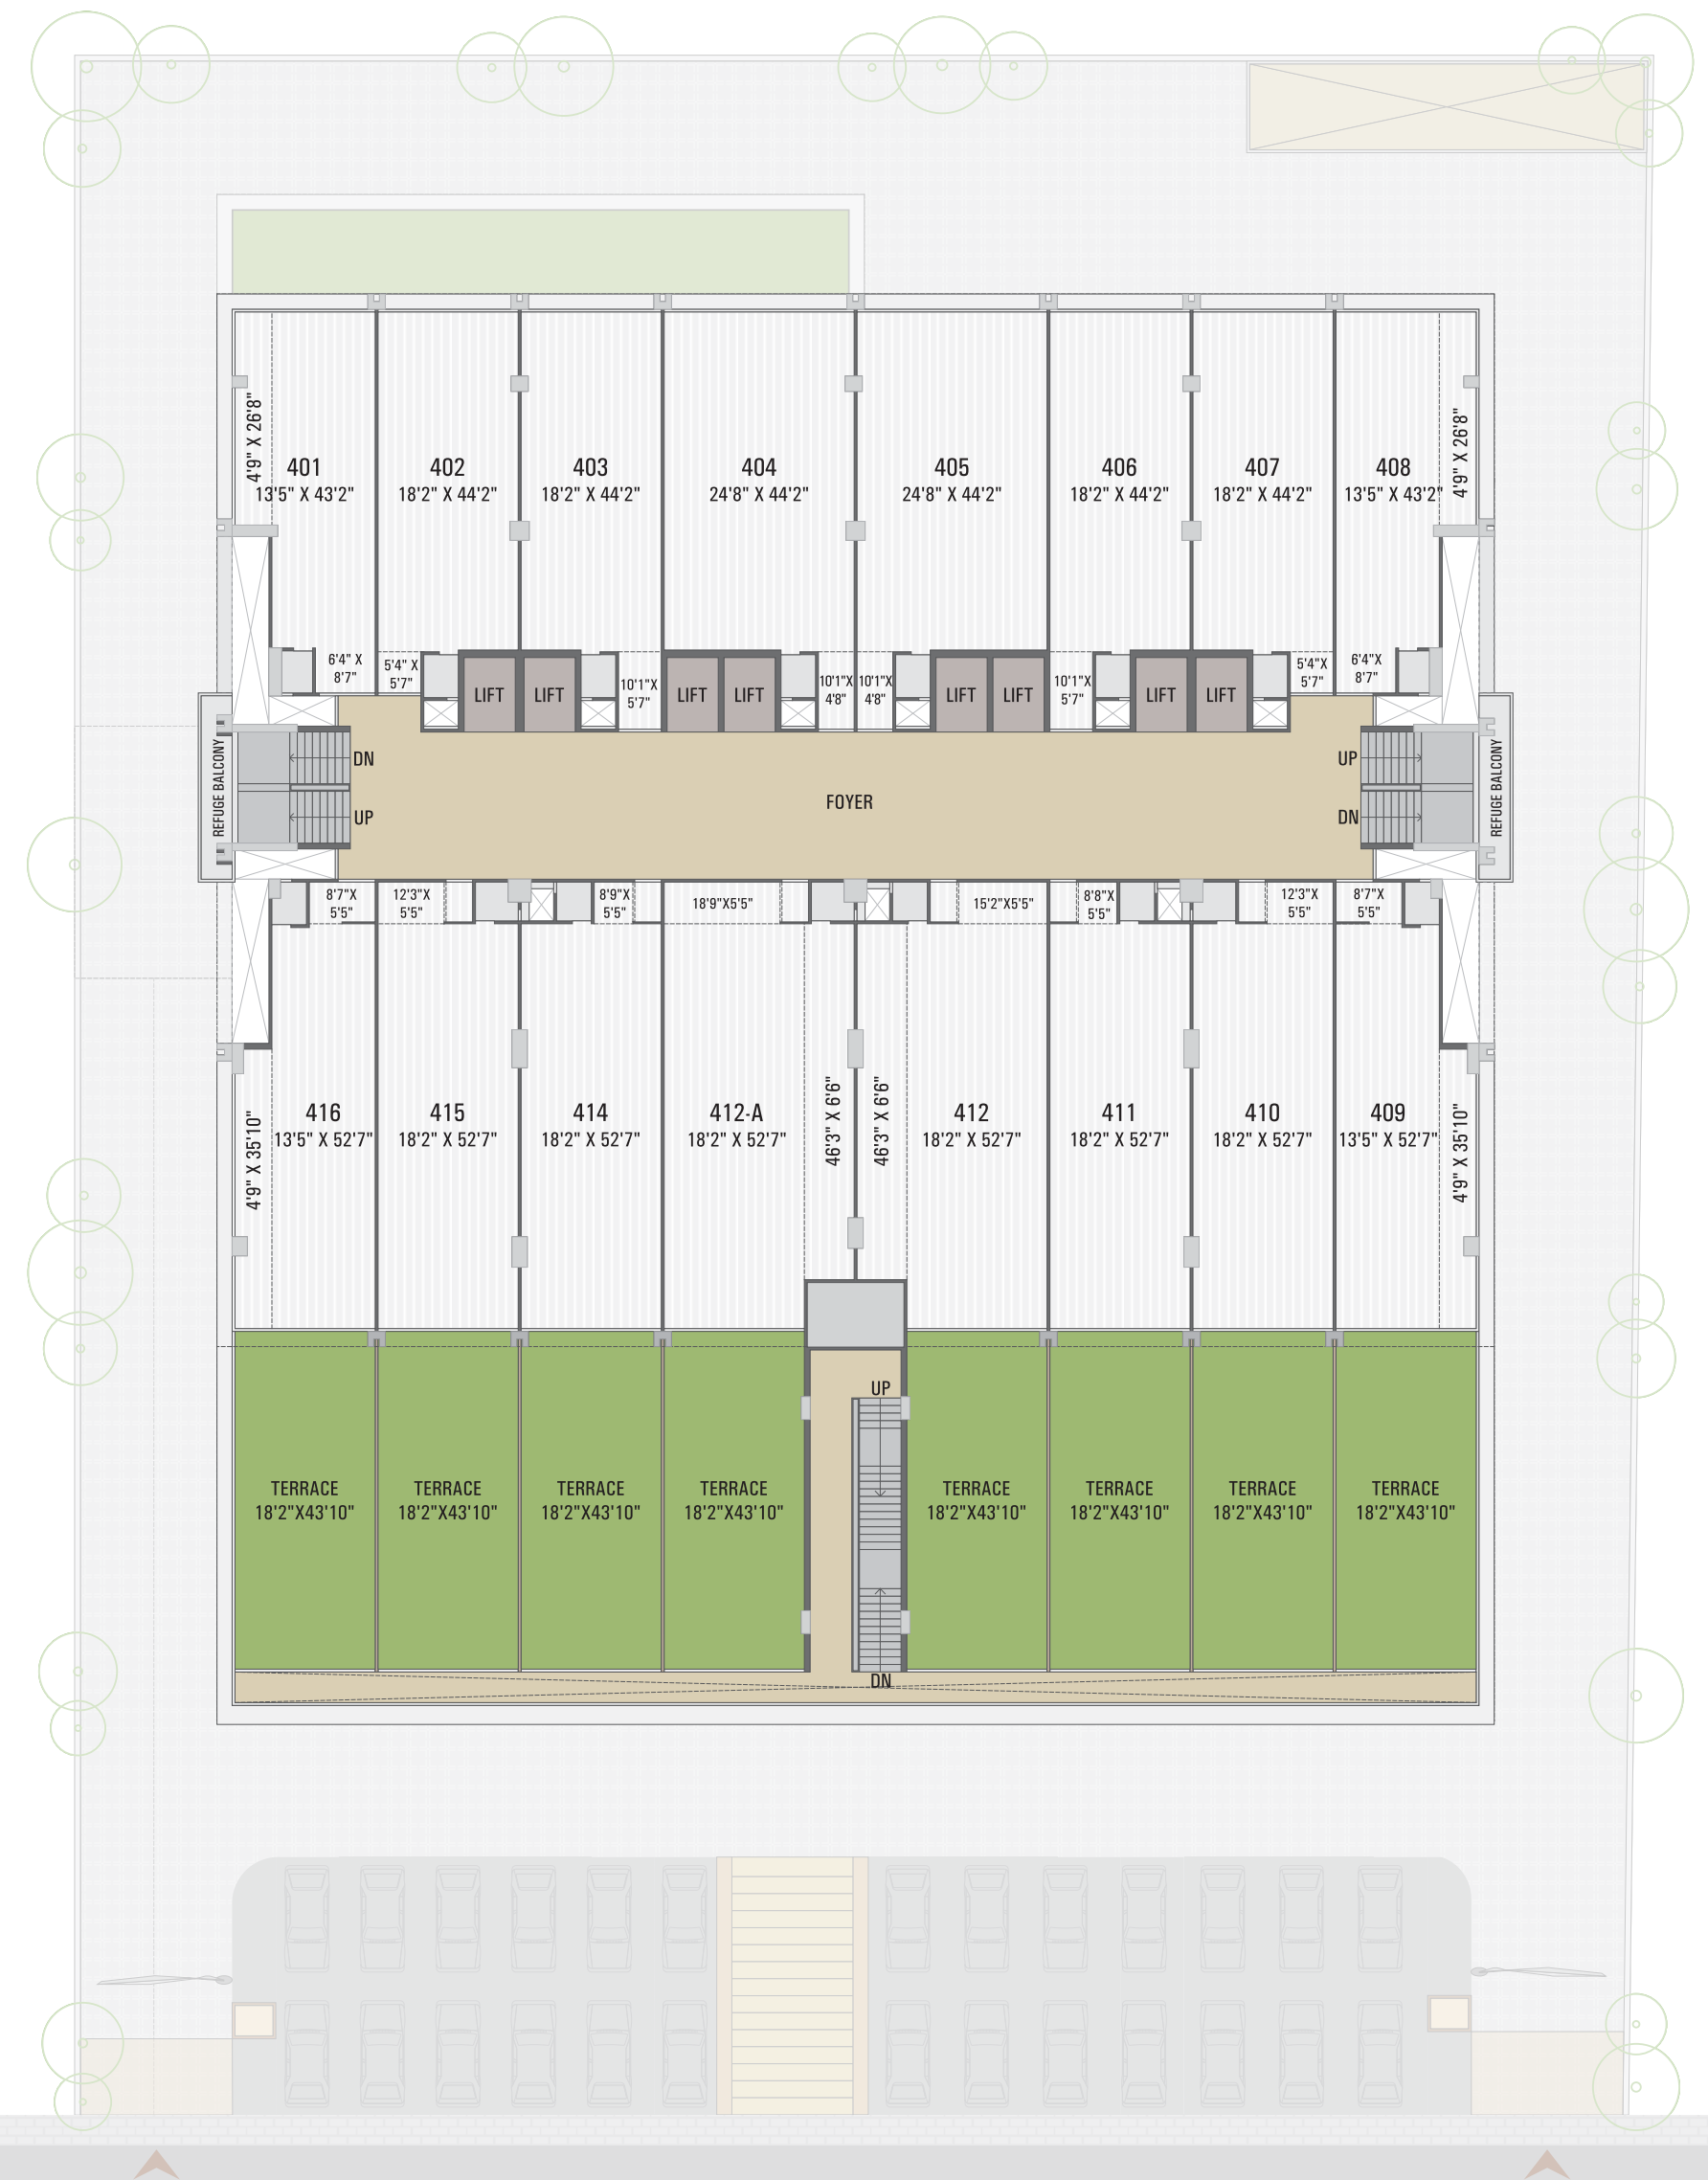 4'9" X 26'8"
401
13'5" X 43'2"
402
18'2" X 44'2"
403
18'2" X 44'2"
404
24'8" X 44'2"
405
24'8" X 44'2"
406
18'2" X 44'2"
407
18'2" X 44'2"
408
13'5" X 43'2"
4'9" X 26'8"
6'4" X
8'7"
5'4" X
5'7"
LIFT
LIFT
10'1"X
5'7"
LIFT
LIFT
10'1"X
4'8"
10'1"X
4'8"
LIFT
LIFT
10'1"X
5'7"
LIFT
LIFT
5'4"X
5'7"
6'4"X
8'7"
REFUGE BALCONY
DN
UP
FOYER
UP
DN
REFUGE BALCONY
8'7"X
5'5"
12'3"X
5'5"
8'9"X
5'5"
18'9"X5'5"
15'2"X5'5"
8'8"X
5'5"
12'3"X
5'5"
8'7"X
5'5"
4'9" X 35'10"
416
13'5" X 52'7"
415
18'2" X 52'7"
414
18'2" X 52'7"
412-A
18'2" X 52'7"
46'3" X 6'6"
46'3" X 6'6"
412
18'2" X 52'7"
411
18'2" X 52'7"
410
18'2" X 52'7"
409
13'5" X 52'7"
4'9" X 35'10"
UP
TERRACE
18'2"X43'10"
TERRACE
18'2"X43'10"
TERRACE
18'2"X43'10"
TERRACE
18'2"X43'10"
TERRACE
18'2"X43'10"
TERRACE
18'2"X43'10"
TERRACE
18'2"X43'10"
TERRACE
18'2"X43'10"
DN